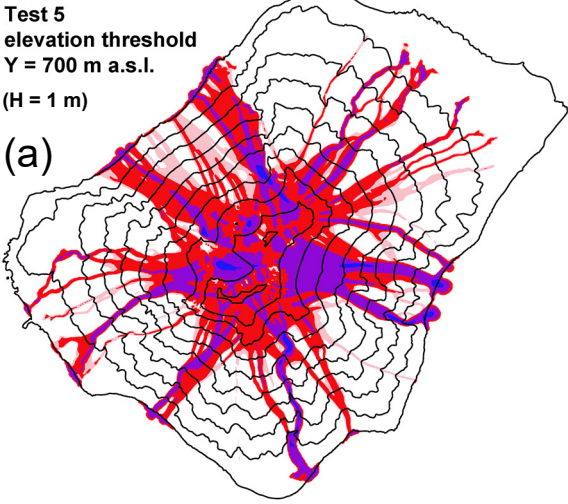 Test 5
elevation threshold
Y = 700 m a.s.l.
(H = 1 m)
(a)